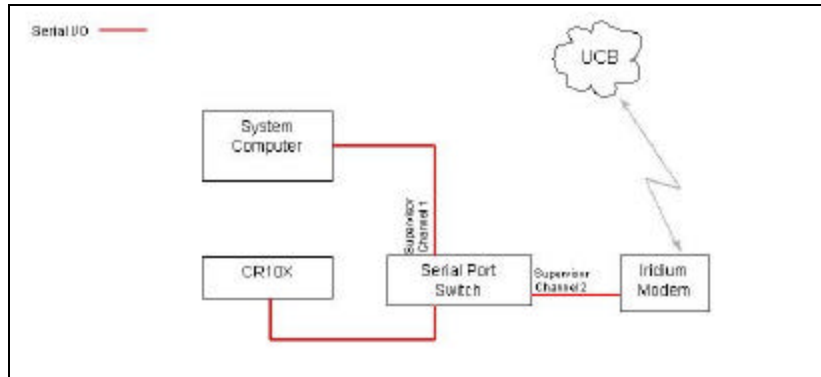 Serial I/O
UCB
System
Computer
Supervisor
Channel 1
CR10X
Serial Port
Switch
Supervisor
Channel 2
Iridium
Modem